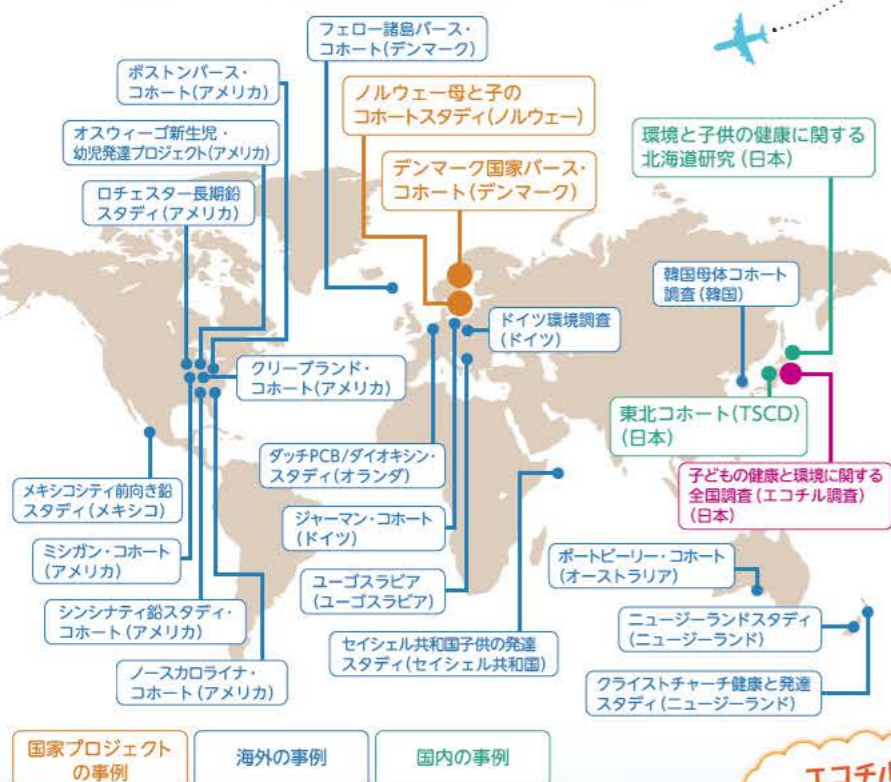 フェロー諸島バース・
コホート(デンマーク)
ボストンバース・
コホート(アメリカ)
ノルウェー母と子の
コホートスタディ(ノルウェー)
オスウィーゴ新生児・
幼児発達プロジェクト(アメリカ)
環境と子供の健康に関する
北海道研究(日本)
デンマーク国家バース・
コホート(デンマーク)
ロチェスター長期鉛
スタディ(アメリカ)
韓国母体コホート
調査(韓国)
ドイツ環境調査
(ドイツ)
クリーブランド・
コホート(アメリカ)
東北コホート(TSCD)
(日本)
ダッチPCB/ダイオキシン・
スタディ(オランダ)
子どもの健康と環境に関する
全国調査(エコチル調査)
(日本)
メキシコシティ前向き鉛
スタディ(メキシコ)
ジャーマン・コホート
(ドイツ)
ミシガン・コホート
(アメリカ)
ポートピーリー・コホート
(オーストラリア)
ユーゴスラビア
(ユーゴスラビア)
シンシナティ鉛スタディ・
コホート(アメリカ)
ニュージーランドスタディ
(ニュージーランド)
セイシェル共和国子供の発達
スタディ(セイシェル共和国)
ノースカロライナ・
コホート(アメリカ)
クライストチャーチ健康と発達
スタディ(ニュージーランド)
国家プロジェクト
の事例
海外の事例
国内の事例
エコチル